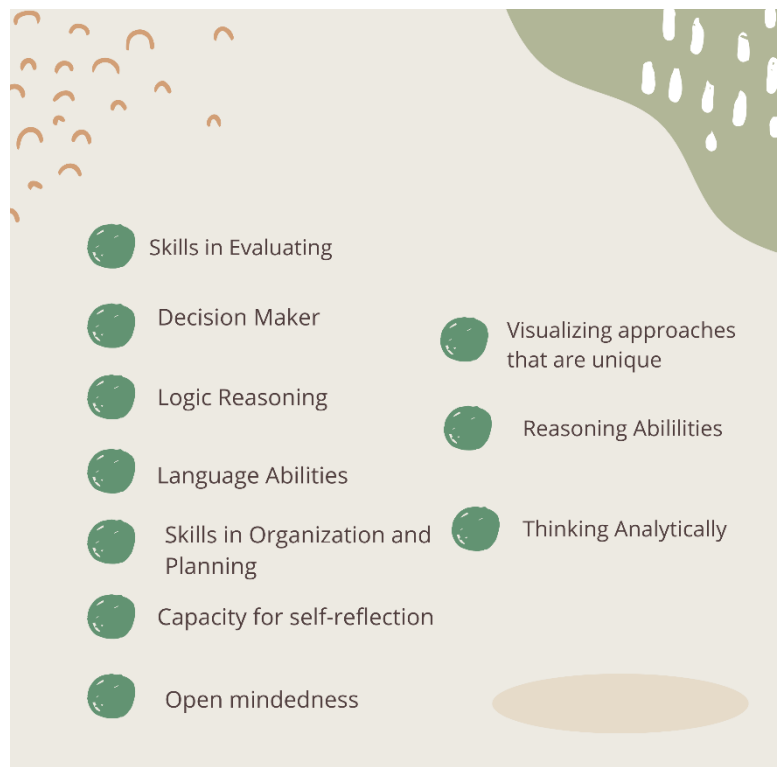 Skills in Evaluating
Decision Maker
Logic Reasoning
Language Abilities
Skills in Organization and
Planning
Capacity for self-reflection
Open mindedness
Visualizing approaches
that are unique
Reasoning Abililities
Thinking Analytically